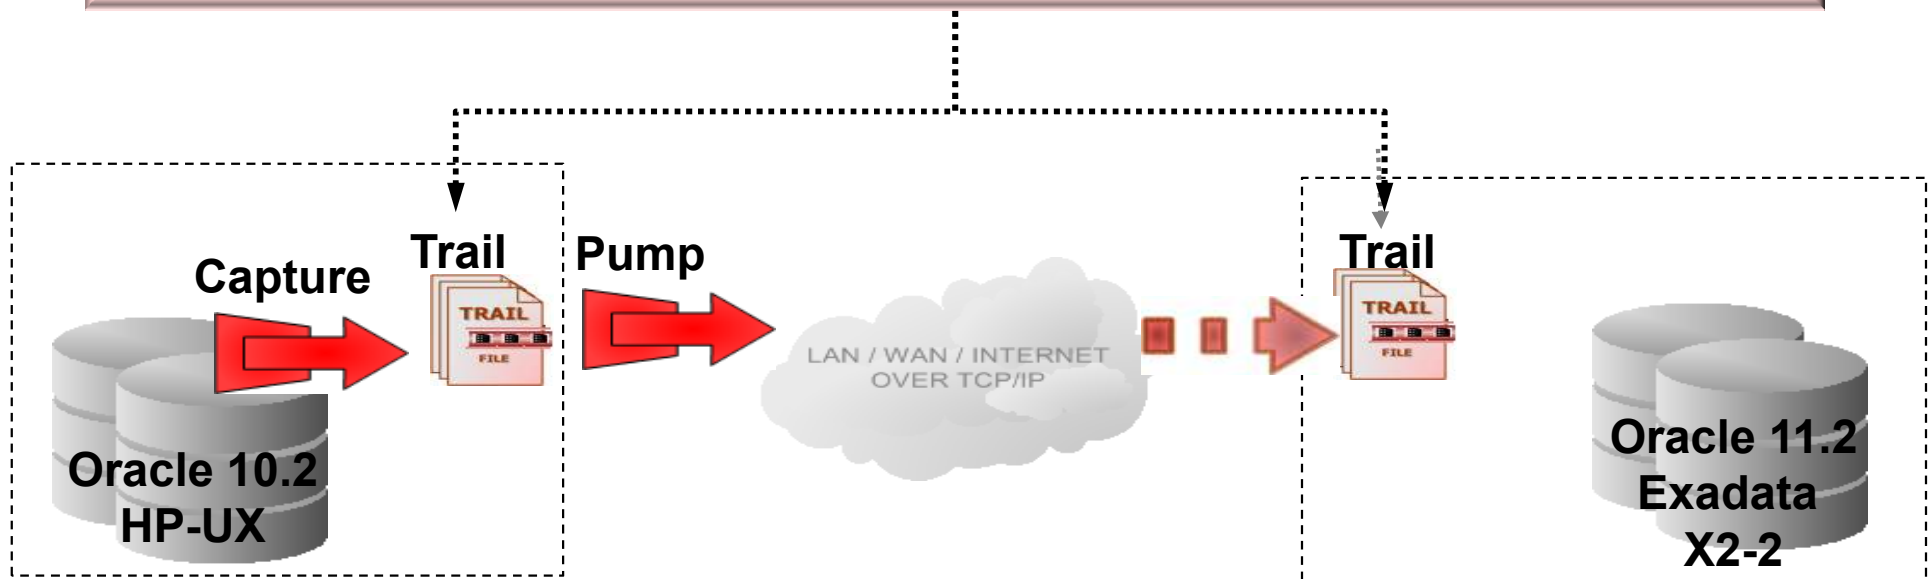 Capture
Trail
TRAIL
FILE
Pump
LAN / WAN / INTERNET
OVER TCP/IP
Trail
TRAIL
FILE
Oracle 10.2
HP-UX
Oracle 11.2
Exadata
X2-2